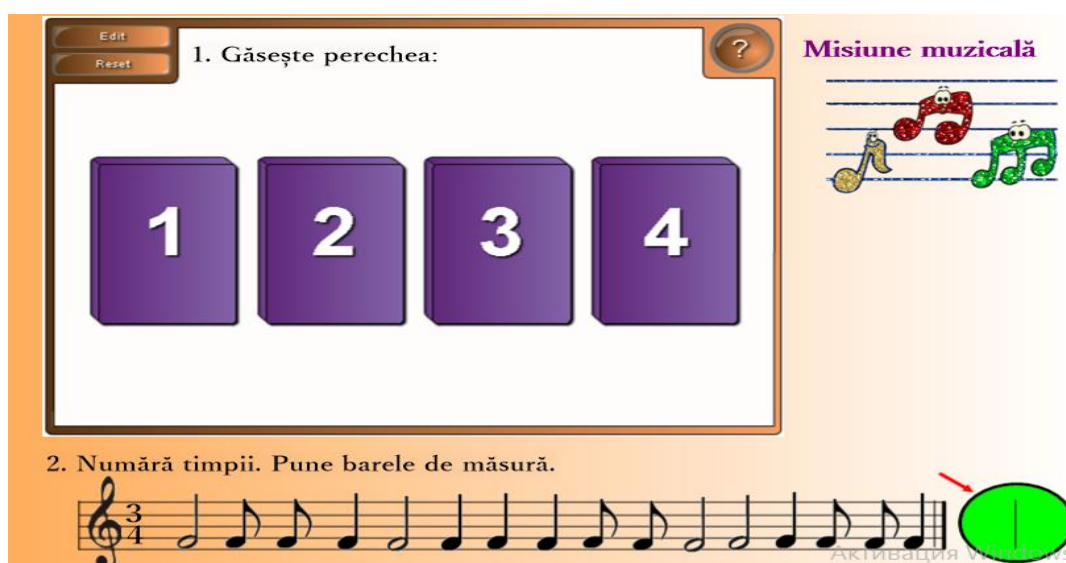 Edit
Reset
1. Găsește perechea:
?
Misiune muzicală
1 2 3 4
2. Numără timpii. Pune barele de măsură.
3
4
Активация Windows